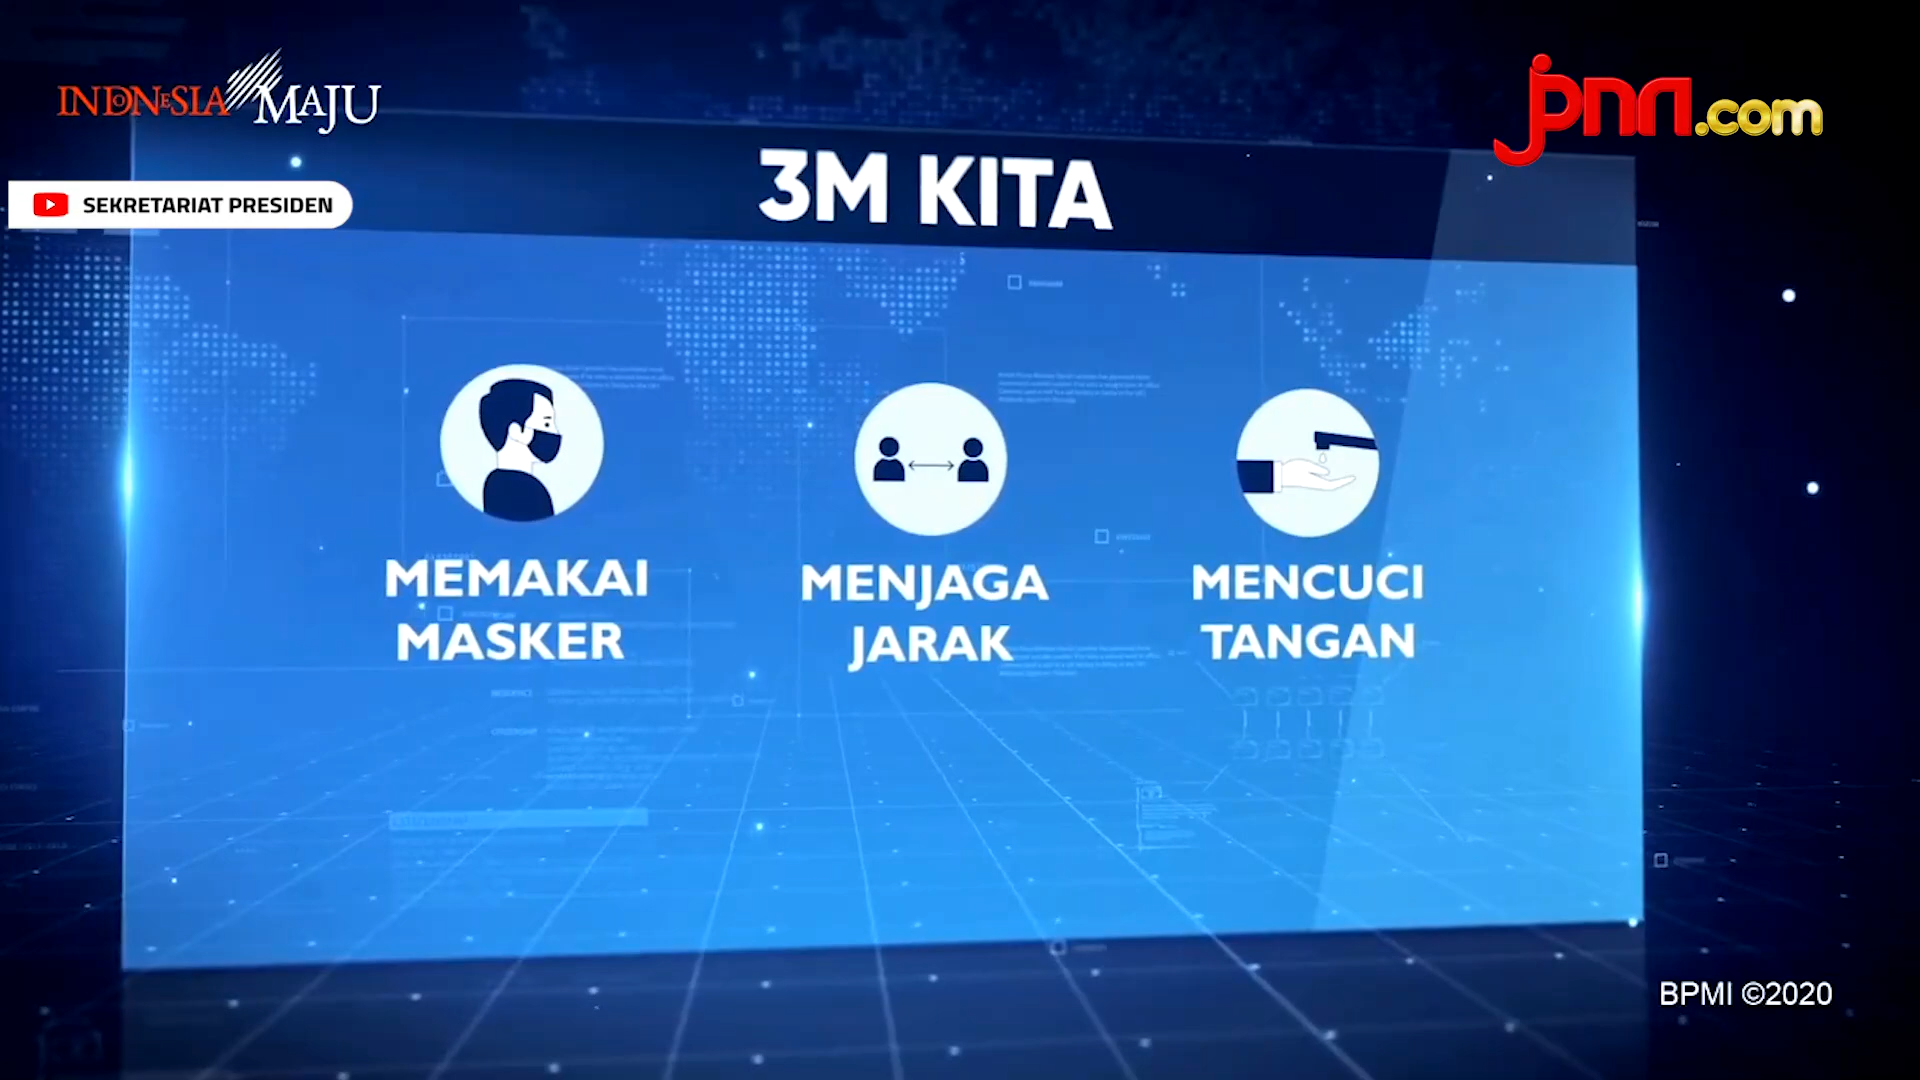 INDONESIA MAJU
jpnn.com
3M KITA
SEKRETARIAT PRESIDEN
MEMAKAI
MASKER
MENJAGA
JARAK
MENCUCI
TANGAN
BPMI ©2020